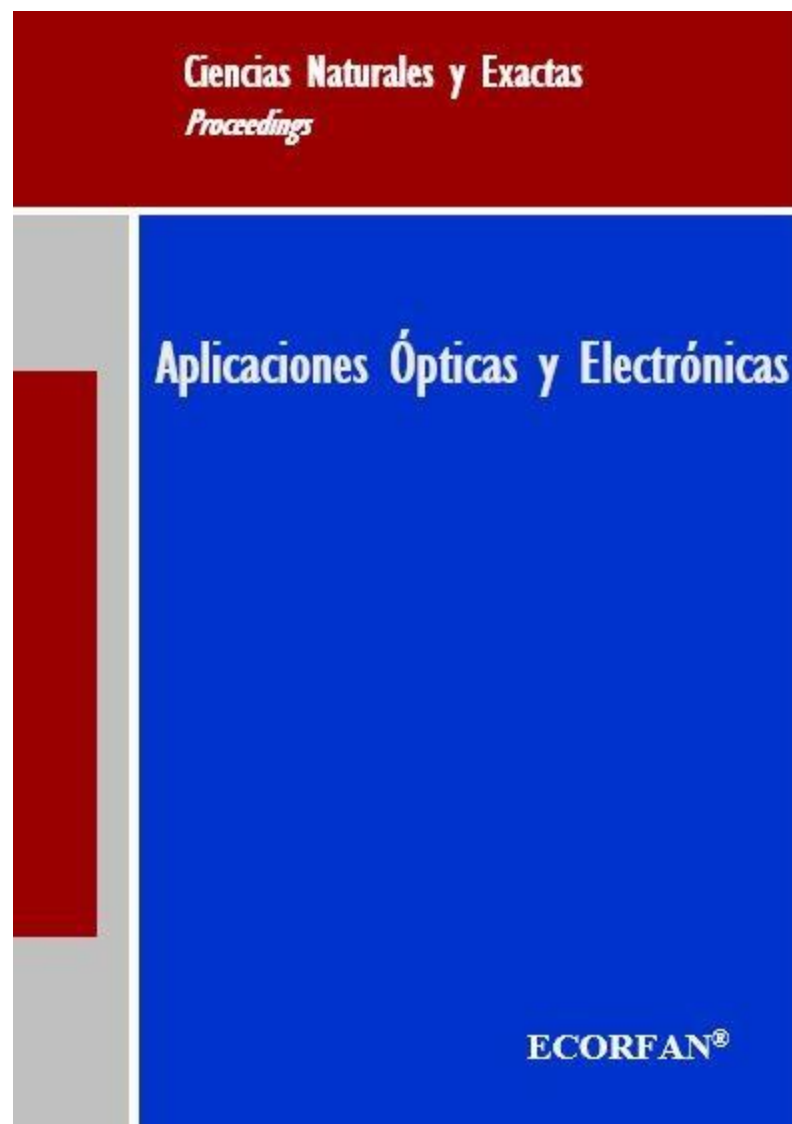 Ciencias Naturales y Exactas
Proceedings
Aplicaciones Ópticas y Electrónicas
ECORFAN®